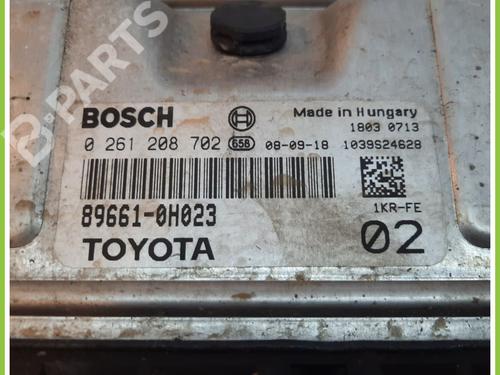 B-PARTS
BOSCH
Made in Hungary
1803 0713
0 261 208 702 658 08-09-18 1039S24628
89661-0H023
1KR-FE
TOYOTA
02